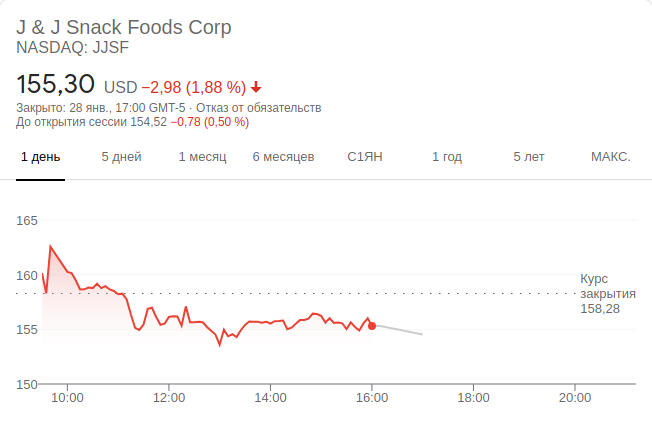 J & J Snack Foods Corp
NASDAQ: JJSF
155,30 USD −2,98 (1,88 %)
Закрыто: 28 янв., 17:00 GMT-5 · Отказ от обязательств
До открытия сессии 154,52 −0,78 (0,50 %)
1 день 5 дней 1 месяц 6 месяцев С1ЯН 1 год 5 лет МАКС.
165
160
155
150
Курс
закрытия
158,28
10:00 12:00 14:00 16:00 18:00 20:00